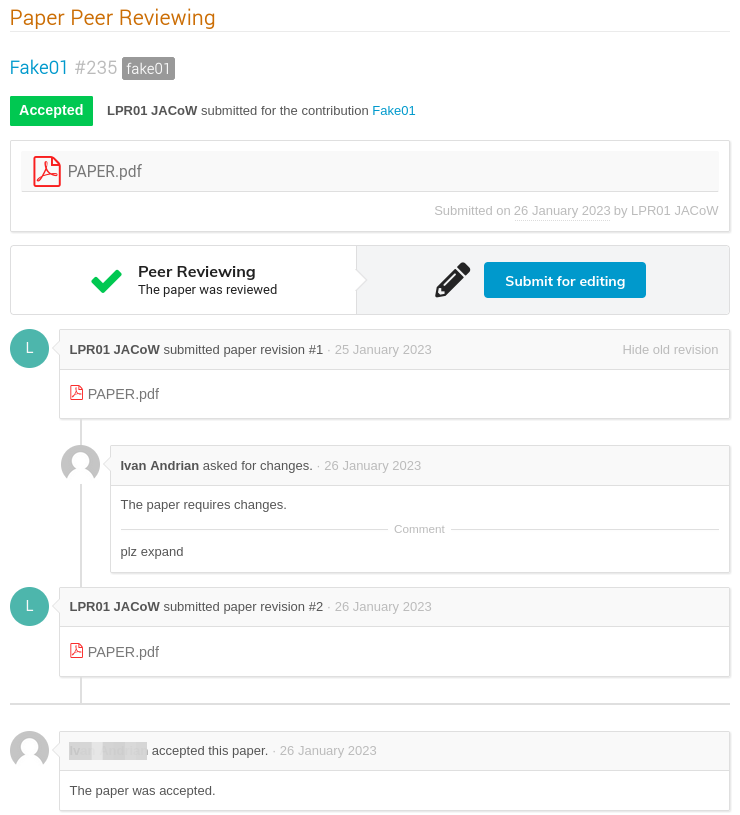 Paper Peer Reviewing
Fake01 #235 fake01
Accepted LPR01 JACoW submitted for the contribution Fake01
PAPER.pdf
Submitted on 26 January 2023 by LPR01 JACoW
Peer Reviewing
The paper was reviewed
Submit for editing
L
LPR01 JACoW submitted paper revision #1 · 25 January 2023 Hide old revision
PAPER.pdf
Ivan Andrian asked for changes. · 26 January 2023
The paper requires changes.
Comment
plz expand
L
LPR01 JACoW submitted paper revision #2 · 26 January 2023
PAPER.pdf
accepted this paper. · 26 January 2023
The paper was accepted.